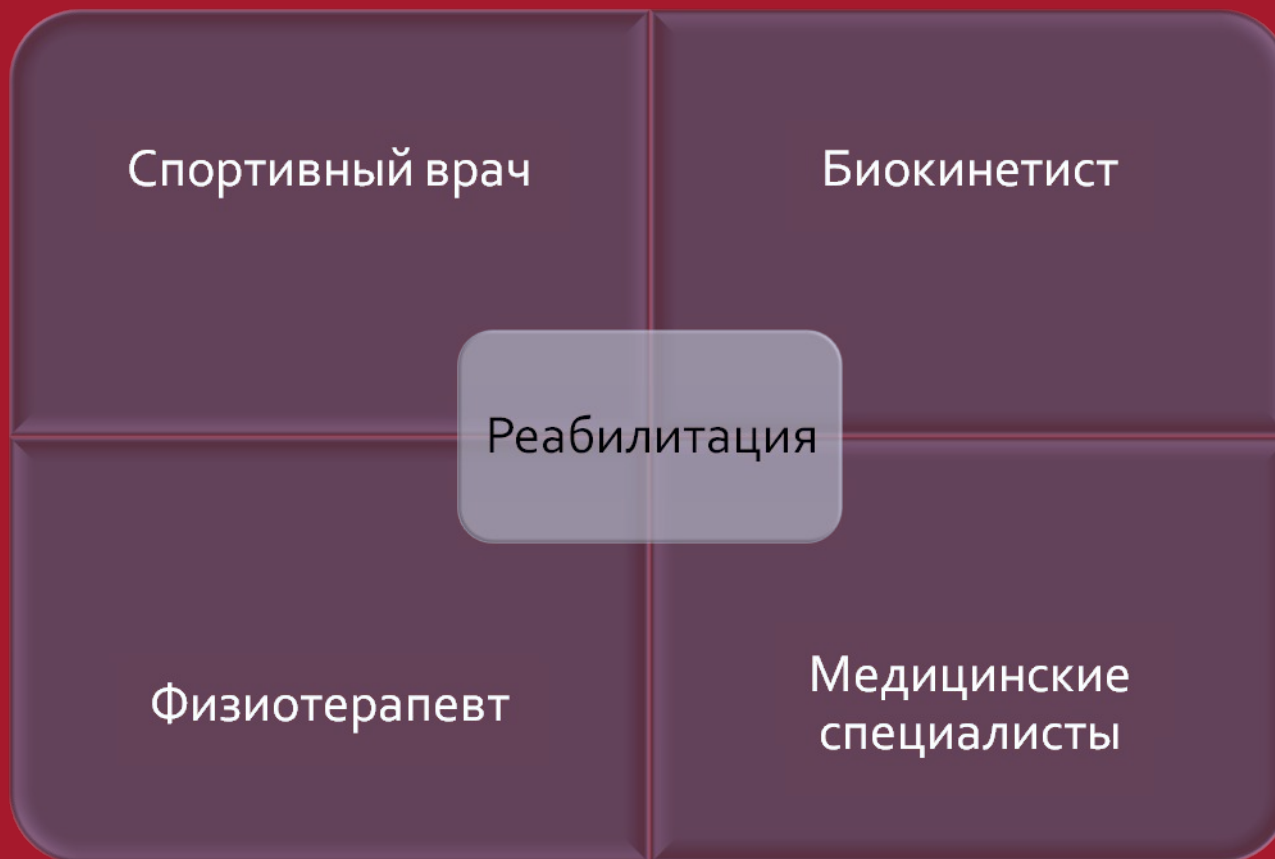 Спортивный врач
Биокинетист
Реабилитация
Физиотерапевт
Медицинские
специалисты